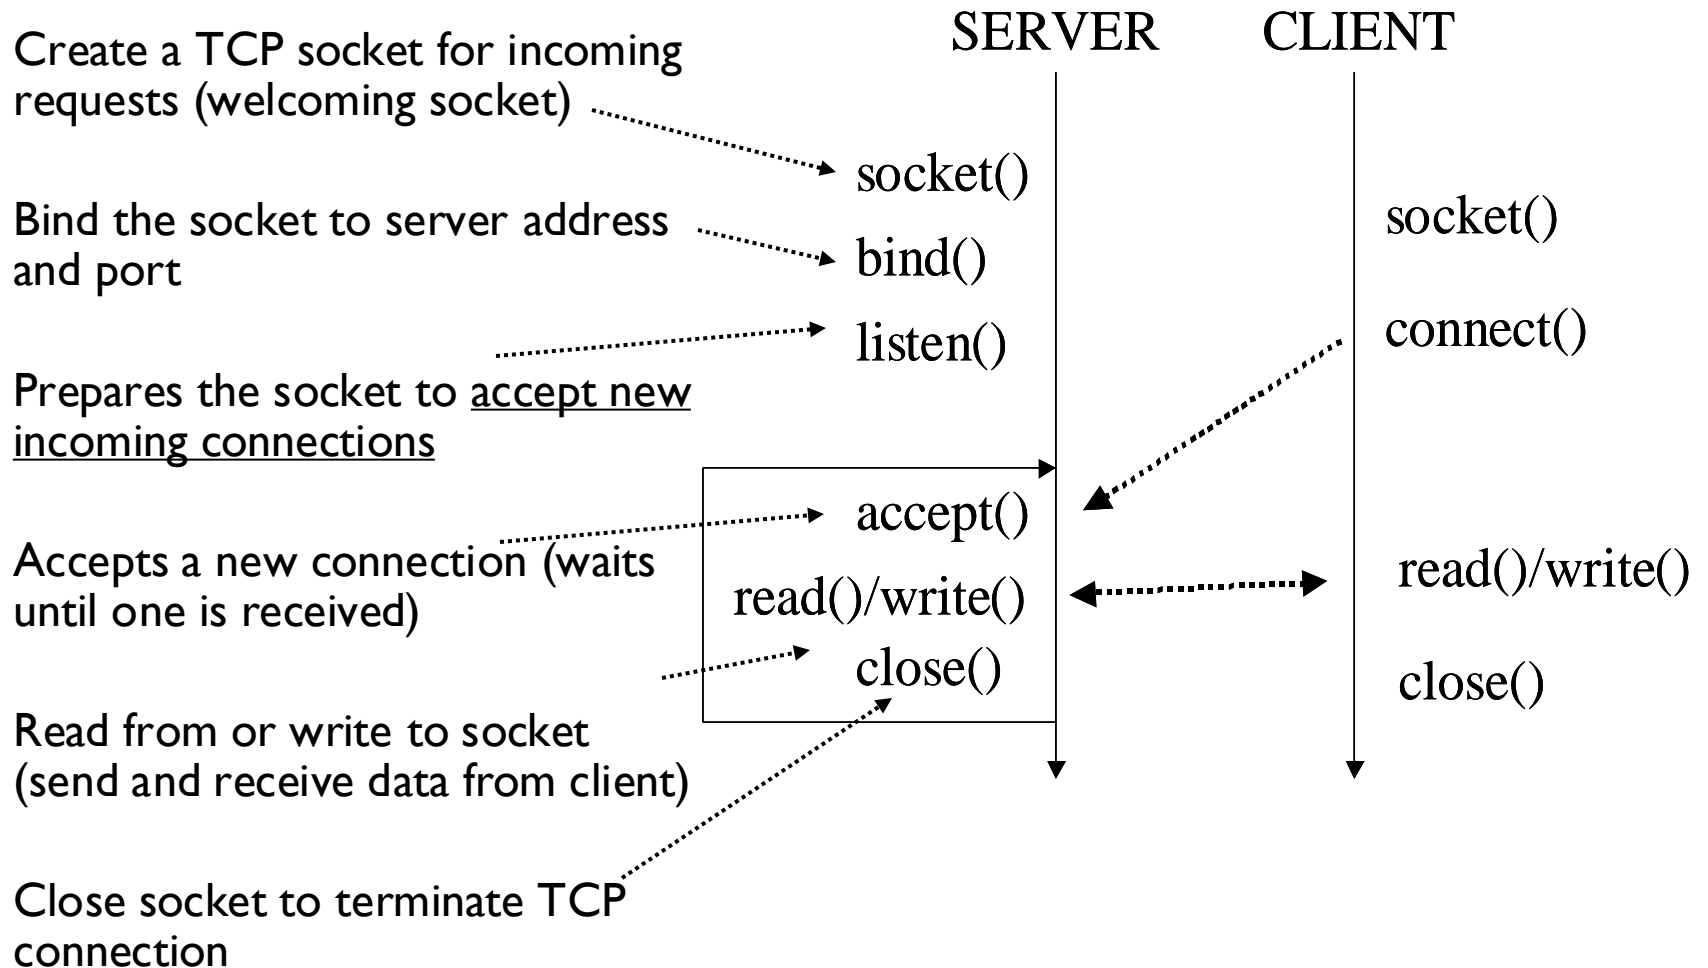 Create a TCP socket for incoming
requests (welcoming socket)
Bind the socket to server address
and port
Prepares the socket to accept new
incoming connections
Accepts a new connection (waits
until one is received)
Read from or write to socket
(send and receive data from client)
Close socket to terminate TCP
connection
SERVER
socket()
bind()
listen()
accept()
read()/write()
close()
CLIENT
socket()
connect()
read()/write()
close()